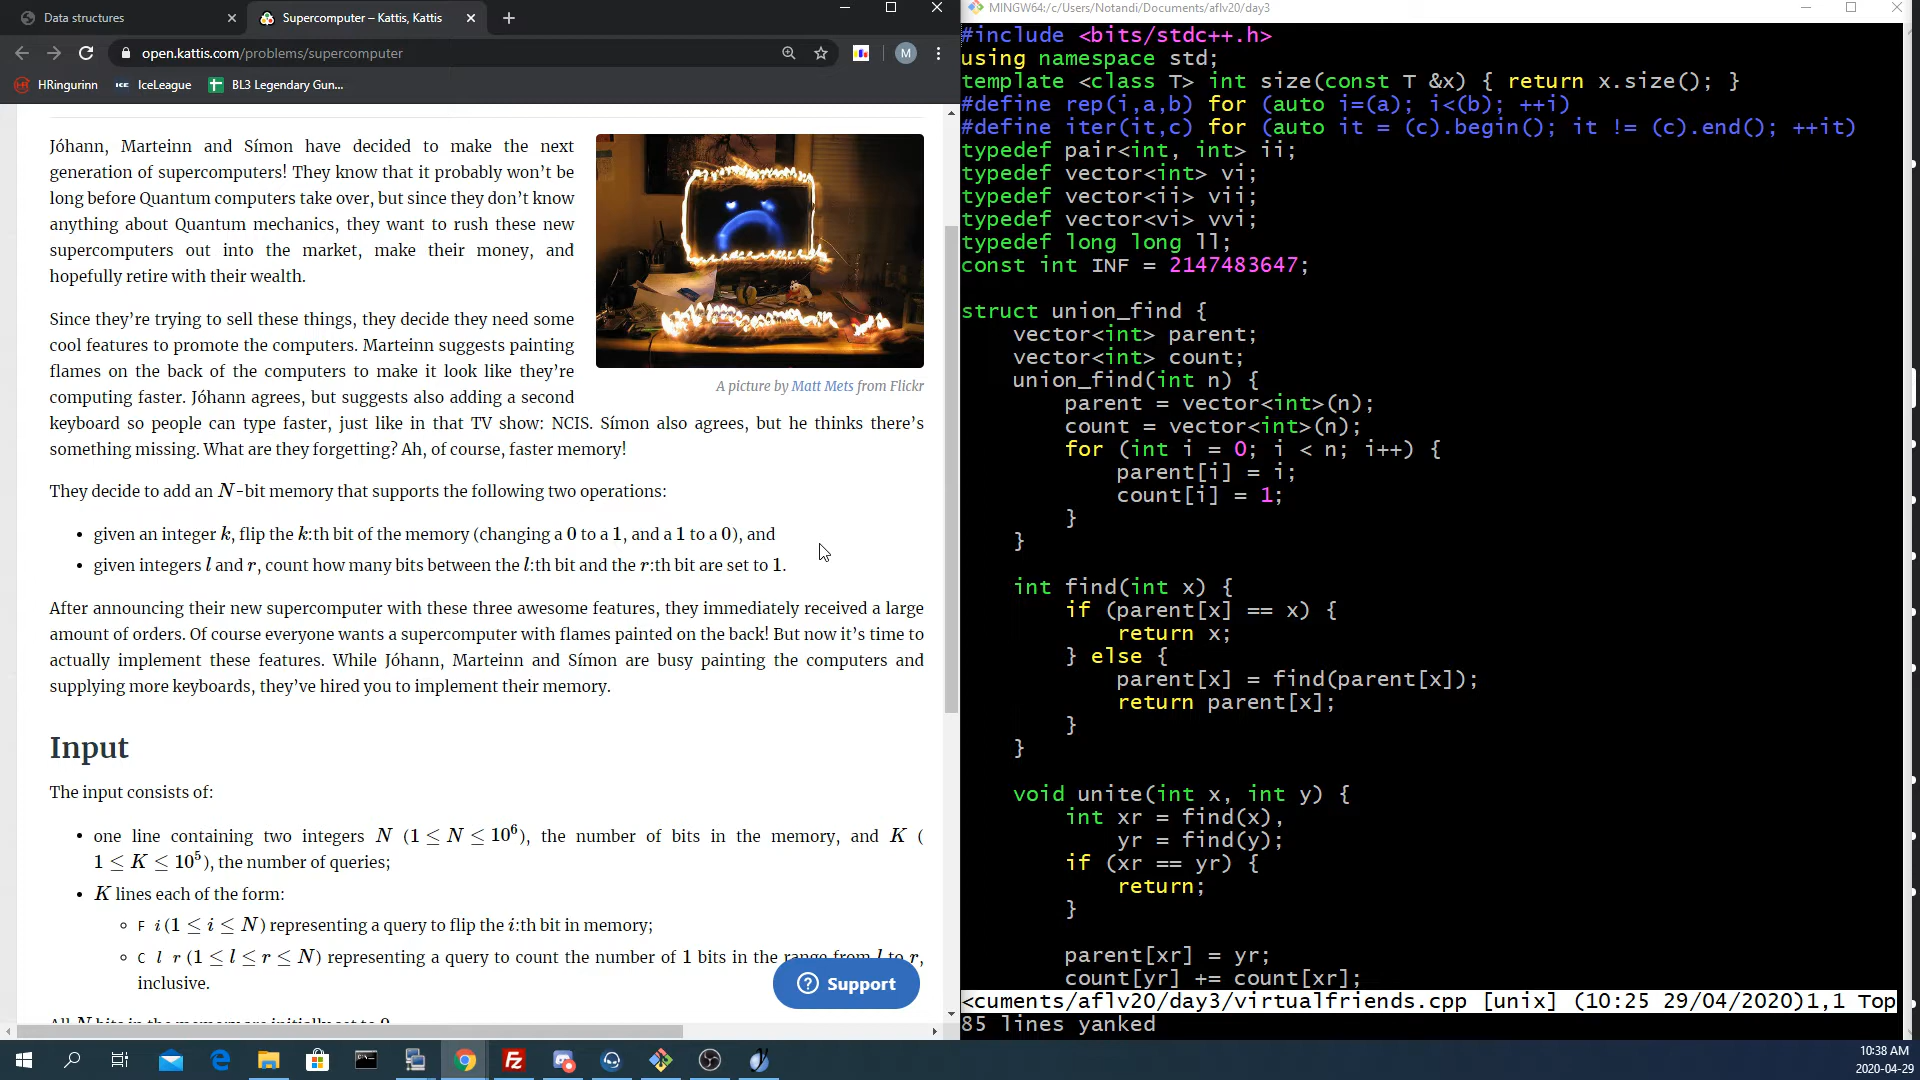 Data structures
Supercomputer – Kattis, Kattis
open.kattis.com/problems/supercomputer
M
HRingurinn
IceLeague
BL3 Legendary Gun...
Jóhann, Marteinn and Símon have decided to make the next
generation of supercomputers! They know that it probably won't be
long before Quantum computers take over, but since they don't know
anything about Quantum mechanics, they want to rush these new
supercomputers out into the market, make their money, and
hopefully retire with their wealth.
Since they're trying to sell these things, they decide they need some
cool features to promote the computers. Marteinn suggests painting
flames on the back of the computers to make it look like they're
computing faster. Jóhann agrees, but suggests also adding a second
keyboard so people can type faster, just like in that TV show: NCIS. Símon also agrees, but he thinks there's
something missing. What are they forgetting? Ah, of course, faster memory!
A picture by Matt Mets from Flickr
They decide to add an N-bit memory that supports the following two operations:
• given an integer k, flip the k:th bit of the memory (changing a 0 to a 1, and a 1 to a 0), and
• given integers l and r, count how many bits between the l:th bit and the r:th bit are set to 1.
After announcing their new supercomputer with these three awesome features, they immediately received a large
amount of orders. Of course everyone wants a supercomputer with flames painted on the back! But now it's time to
actually implement these features. While Jóhann, Marteinn and Símon are busy painting the computers and
supplying more keyboards, they've hired you to implement their memory.
Input
The input consists of:
• one line containing two integers N (1 ≤ N ≤ 10⁶), the number of bits in the memory, and K (
1 ≤ K ≤ 10⁵), the number of queries;
• K lines each of the form:
◦ F i (1 ≤ i ≤ N) representing a query to flip the i:th bit in memory;
◦ C l r (1 ≤ l ≤ r ≤ N) representing a query to count the number of 1 bits in the range from l to r,
inclusive.
All N bits in the memory are initially set to 0
Support
MINGW64:/c/Users/Notandi/Documents/aflv20/day3
#include <bits/stdc++.h>
using namespace std;
template <class T> int size(const T &x) { return x.size(); }
#define rep(i,a,b) for (auto i=(a); i<(b); ++i)
#define iter(it,c) for (auto it = (c).begin(); it != (c).end(); ++it)
typedef pair<int, int> ii;
typedef vector<int> vi;
typedef vector<ii> vii;
typedef vector<vi> vvi;
typedef long long ll;
const int INF = 2147483647;
struct union_find {
vector<int> parent;
vector<int> count;
union_find(int n) {
parent = vector<int>(n);
count = vector<int>(n);
for (int i = 0; i < n; i++) {
parent[i] = i;
count[i] = 1;
}
}
int find(int x) {
if (parent[x] == x) {
return x;
} else {
parent[x] = find(parent[x]);
return parent[x];
}
}
void unite(int x, int y) {
int xr = find(x),
yr = find(y);
if (xr == yr) {
return;
}
parent[xr] = yr;
count[yr] += count[xr];
<cuments/aflv20/day3/virtualfriends.cpp [unix] (10:25 29/04/2020)1,1 Top
85 lines yanked
10:38 AM
2020-04-29